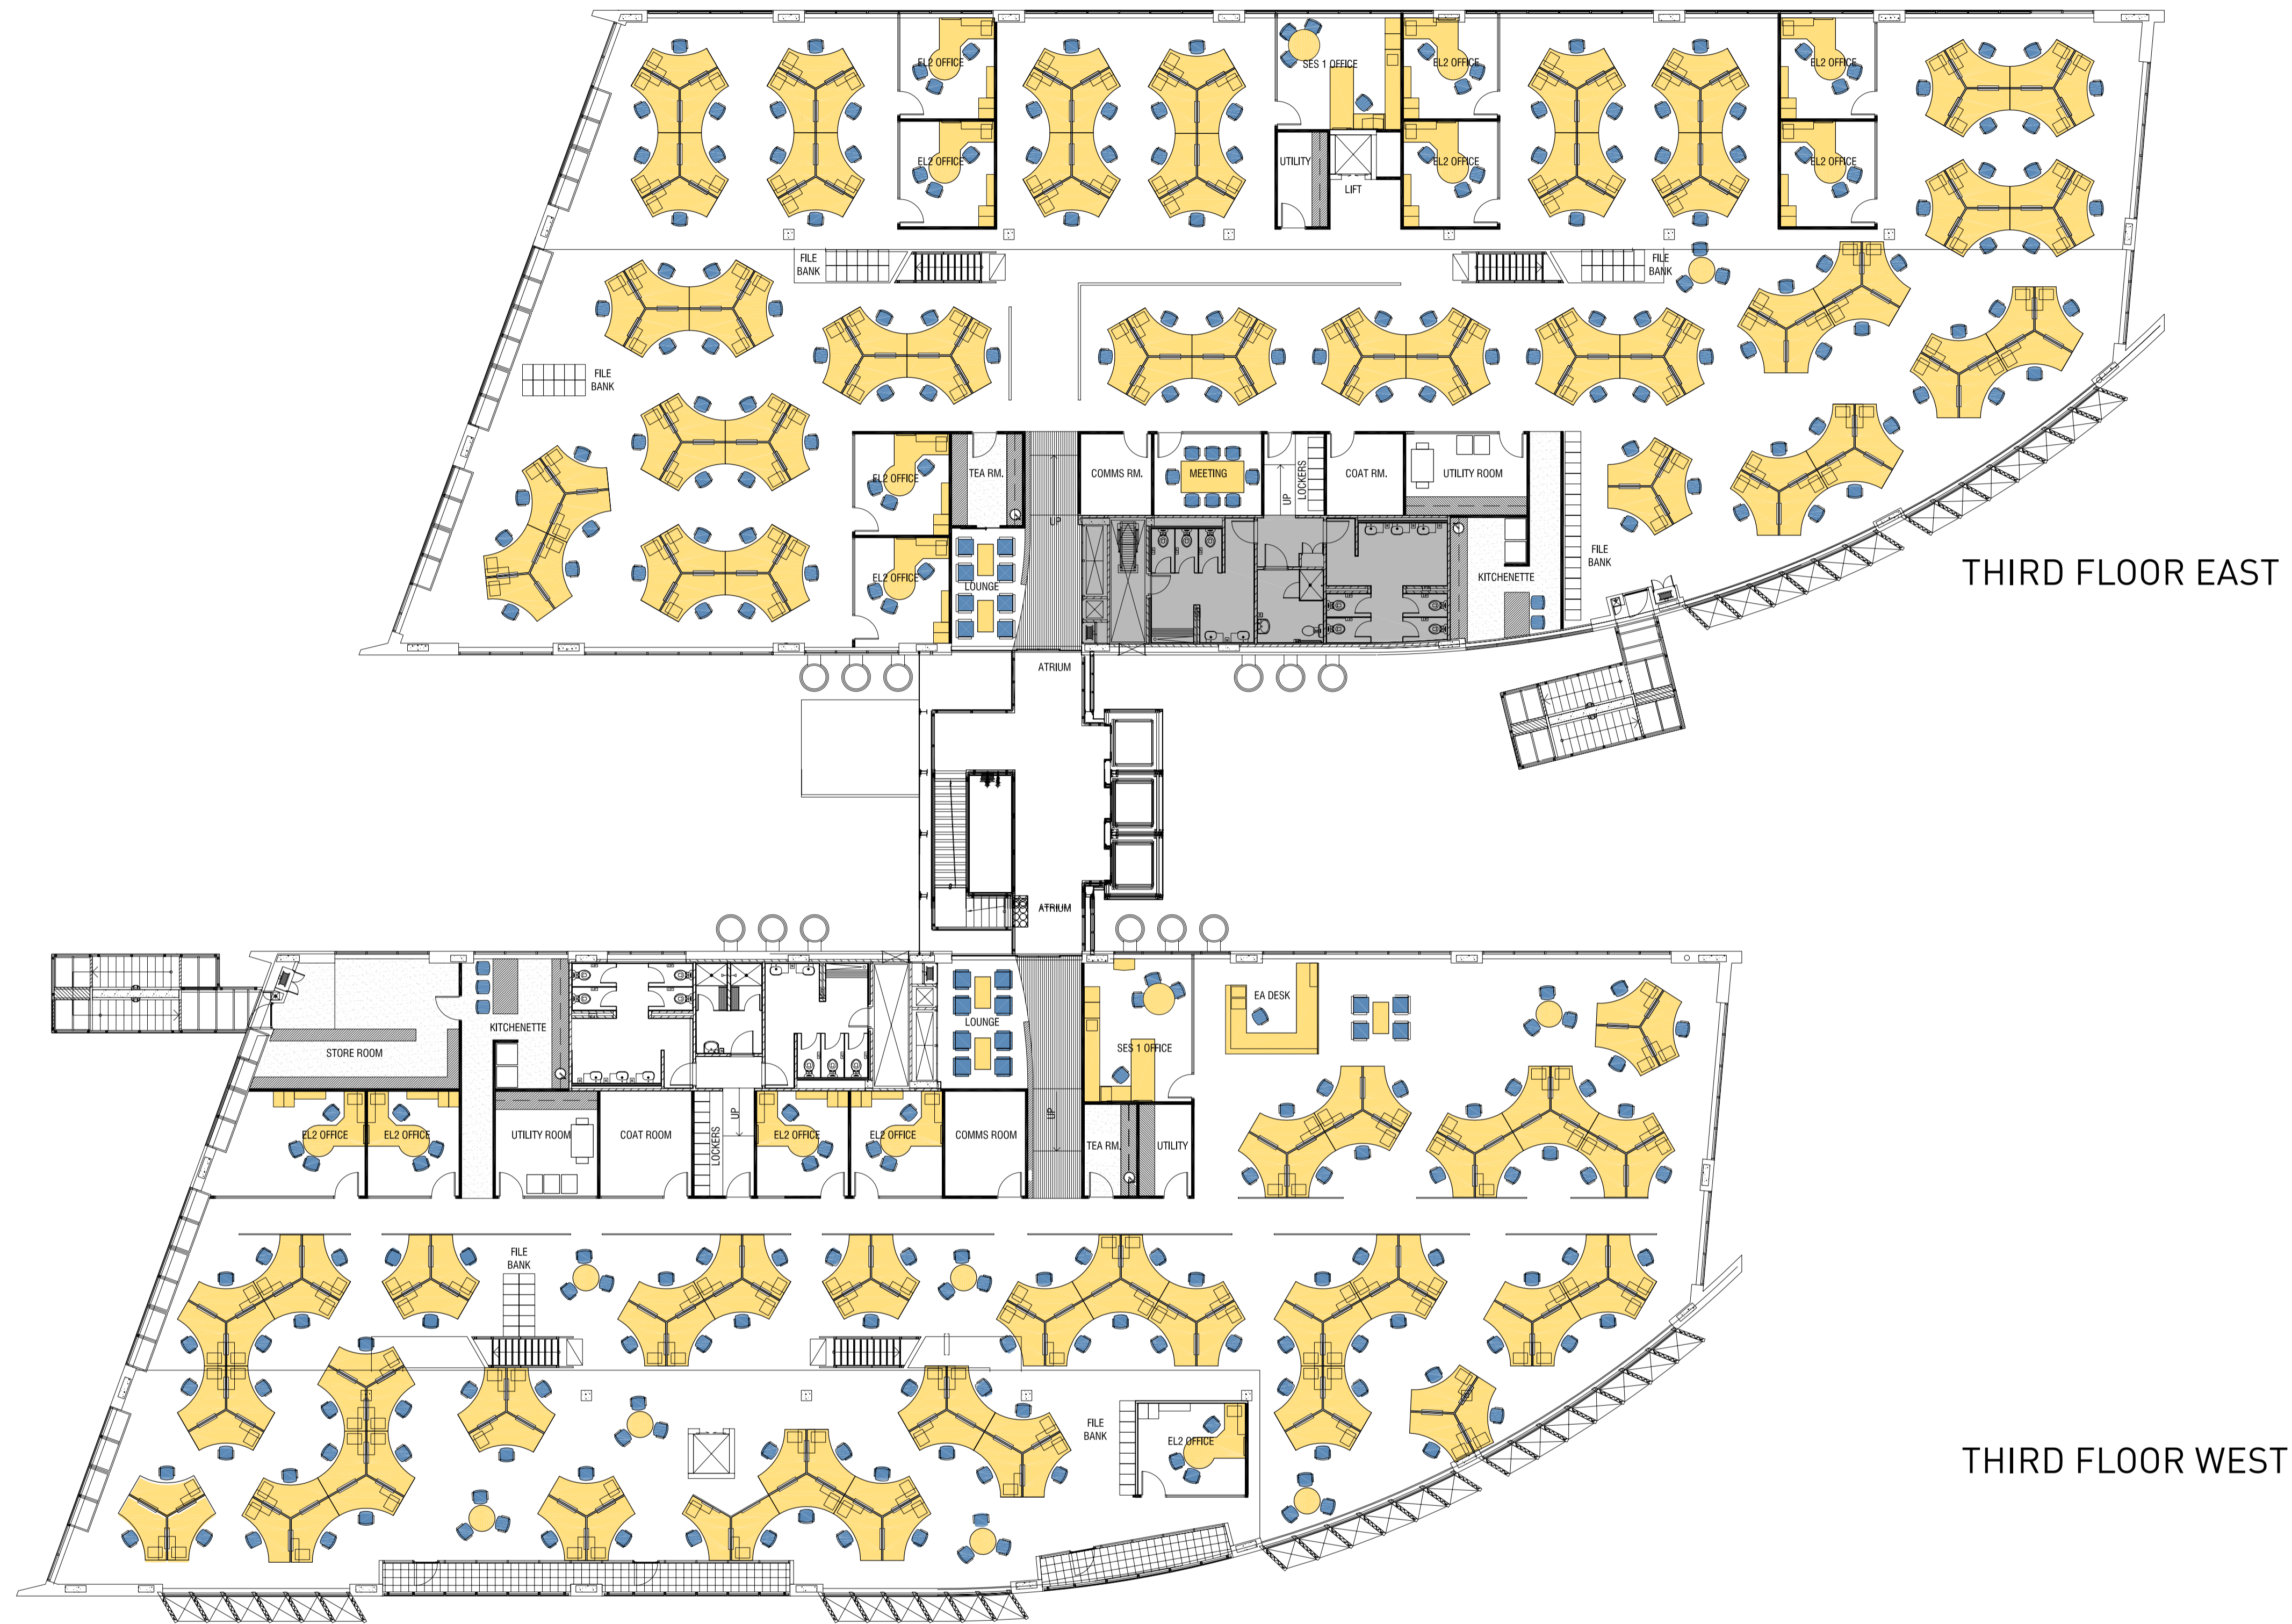 EL2 OFFICE
SES 1 OFFICE
EL2 OFFICE
EL2 OFFICE
EL2 OFFICE
UTILITY
EL2 OFFICE
EL2 OFFICE
LIFT
FILE
BANK
FILE
BANK
FILE
BANK
EL2 OFFICE
TEA RM.
COMMS RM.
MEETING
LOCKERS
COAT RM.
UTILITY ROOM
UP
UP
EL2 OFFICE
LOUNGE
KITCHENETTE
FILE
BANK
THIRD FLOOR EAST
ATRIUM
ATRIUM
EA DESK
STORE ROOM
KITCHENETTE
LOUNGE
SES 1 OFFICE
EL2 OFFICE
EL2 OFFICE
UTILITY ROOM
COAT ROOM
LOCKERS
UP
EL2 OFFICE
EL2 OFFICE
COMMS ROOM
UP
TEA RM.
UTILITY
FILE
BANK
FILE
BANK
EL2 OFFICE
THIRD FLOOR WEST